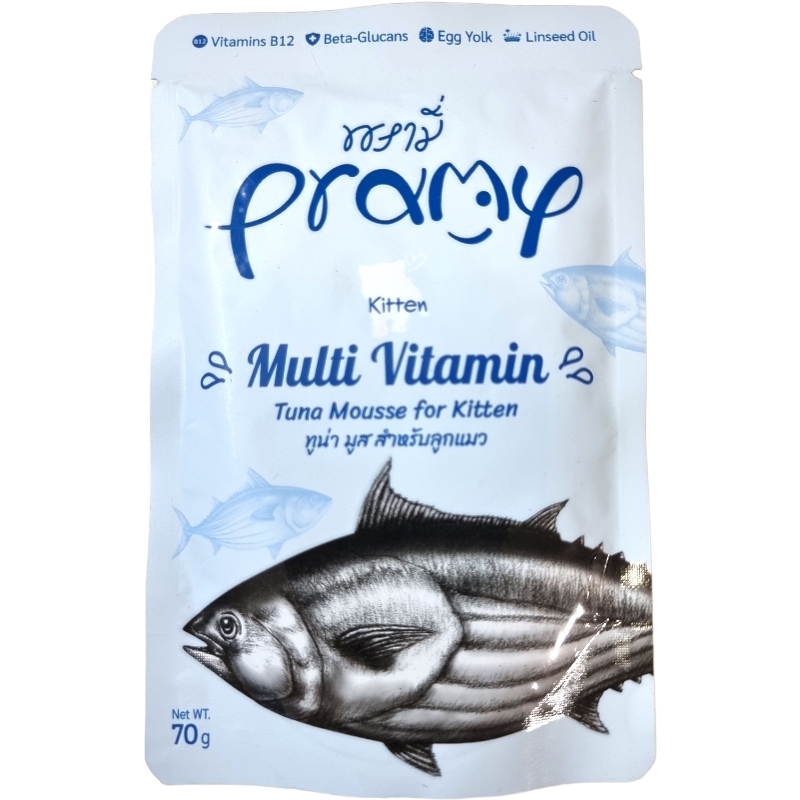 B12 Vitamins B12 Beta-Glucans Egg Yolk Linseed Oil
พรามี่
pramy
Kitten
Multi Vitamin
Tuna Mousse for Kitten
ทูน่า มูส สำหรับลูกแมว
Net WT.
70 g